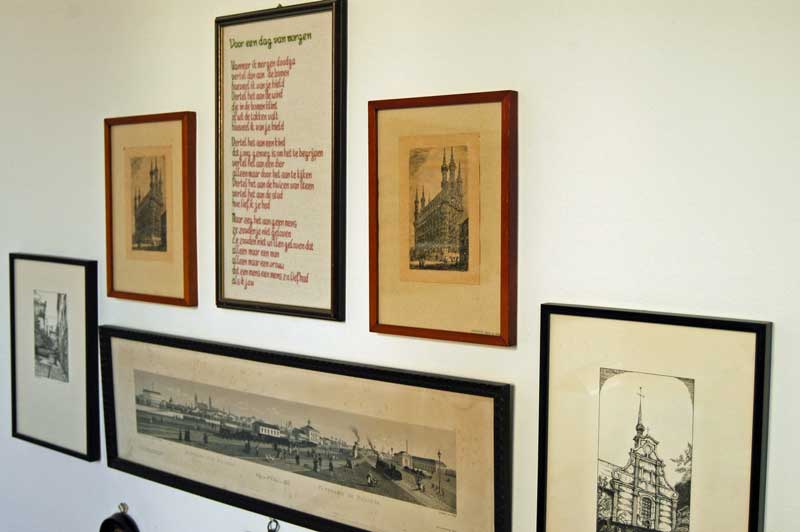 Voor een dag van morgen
Wanneer ik morgen doodga
vertel dan aan de bomen
hoeveel ik van je hield
Vertel het aan de wind
die in de bomen klimt
of uit de takken valt
hoeveel ik van je hield
Vertel het aan een kind
dat jong genoeg is om het te begrijpen
vertel het aan een dier
alleen maar door het aan te kijken
Vertel het aan de huizen van steen
vertel het aan de stad
hoe lief ik je had
Maar zeg het aan geen mens
ze zouden je niet geloven
Ze zouden niet willen geloven dat
alleen maar een man
alleen maar een vrouw
dat een mens een mens zo liefhad
als ik jou